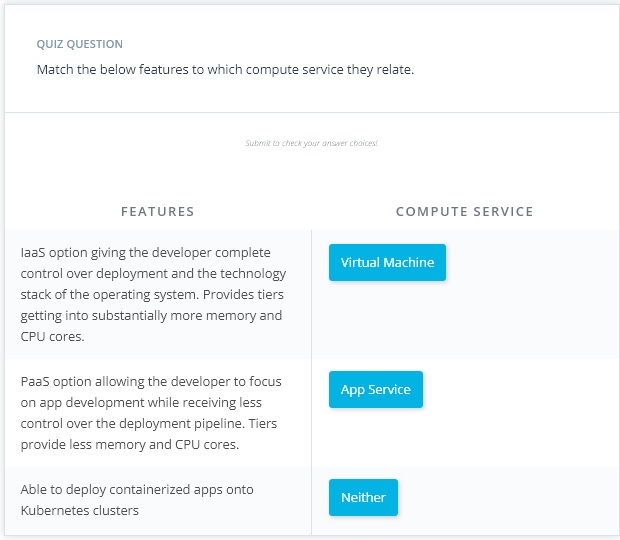 QUIZ QUESTION
Match the below features to which compute service they relate.
Submit to check your answer choices!
FEATURES
COMPUTE SERVICE
IaaS option giving the developer complete
control over deployment and the technology
stack of the operating system. Provides tiers
getting into substantially more memory and
CPU cores.
Virtual Machine
PaaS option allowing the developer to focus
on app development while receiving less
control over the deployment pipeline. Tiers
provide less memory and CPU cores.
App Service
Able to deploy containerized apps onto
Kubernetes clusters
Neither